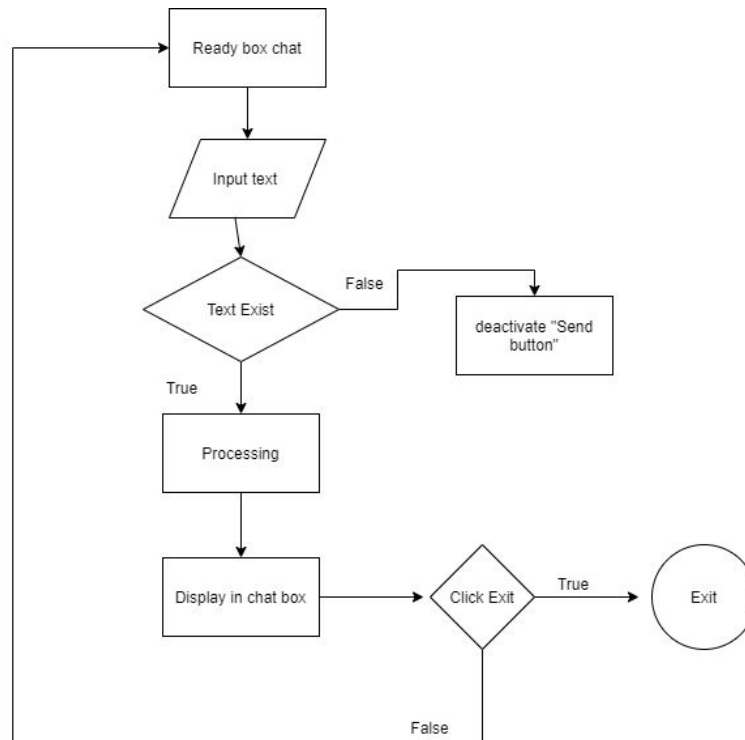 Ready box chat
Input text
Text Exist
False
deactivate "Send
button"
True
Processing
Display in chat box
Click Exit
True
Exit
False